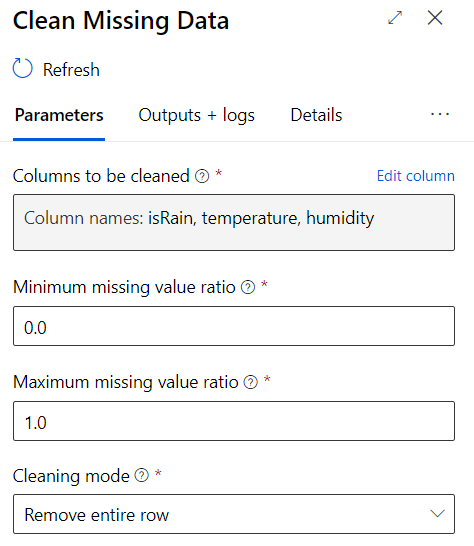 Clean Missing Data
Refresh
Parameters Outputs + logs Details ...
Columns to be cleaned ? * Edit column
Column names: isRain, temperature, humidity
Minimum missing value ratio ? *
0.0
Maximum missing value ratio ? *
1.0
Cleaning mode ? *
Remove entire row